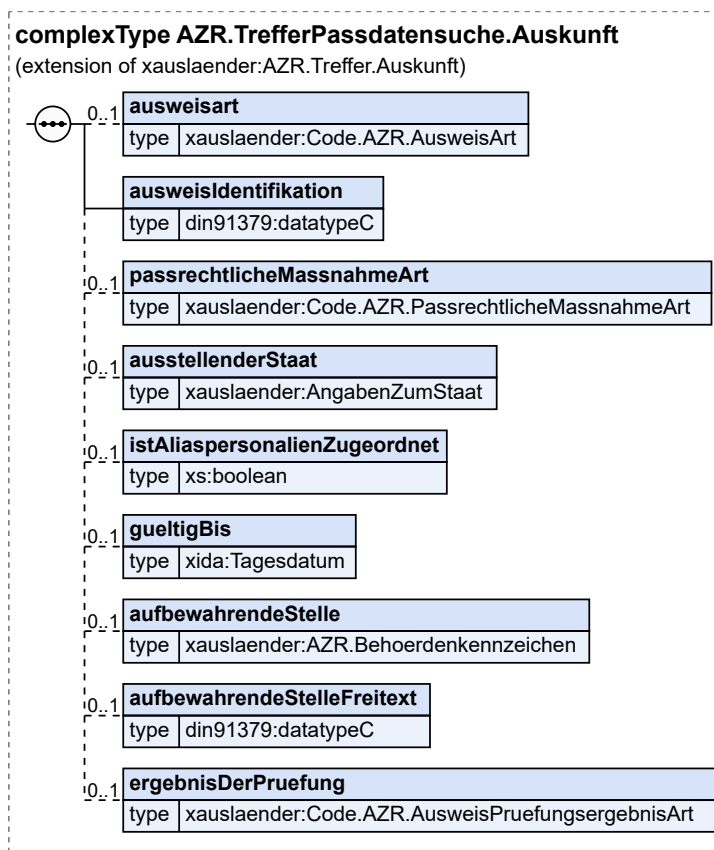 complexType AZR.TrefferPassdatensuche.Auskunft
(extension of xauslaender:AZR.Treffer.Auskunft)
0..1 ausweisart
type xauslaender:Code.AZR.AusweisArt
ausweisIdentifikation
type din91379:datatypeC
0..1 passrechtlicheMassnahmeArt
type xauslaender:Code.AZR.PassrechtlicheMassnahmeArt
0..1 ausstellenderStaat
type xauslaender:AngabenZumStaat
0..1 istAliaspersonalienZugeordnet
type xs:boolean
0..1 gueltigBis
type xida:Tagesdatum
0..1 aufbewahrendeStelle
type xauslaender:AZR.Behoerdenkennzeichen
0..1 aufbewahrendeStelleFreitext
type din91379:datatypeC
0..1 ergebnisDerPruefung
type xauslaender:Code.AZR.AusweisPruefungsergebnisArt